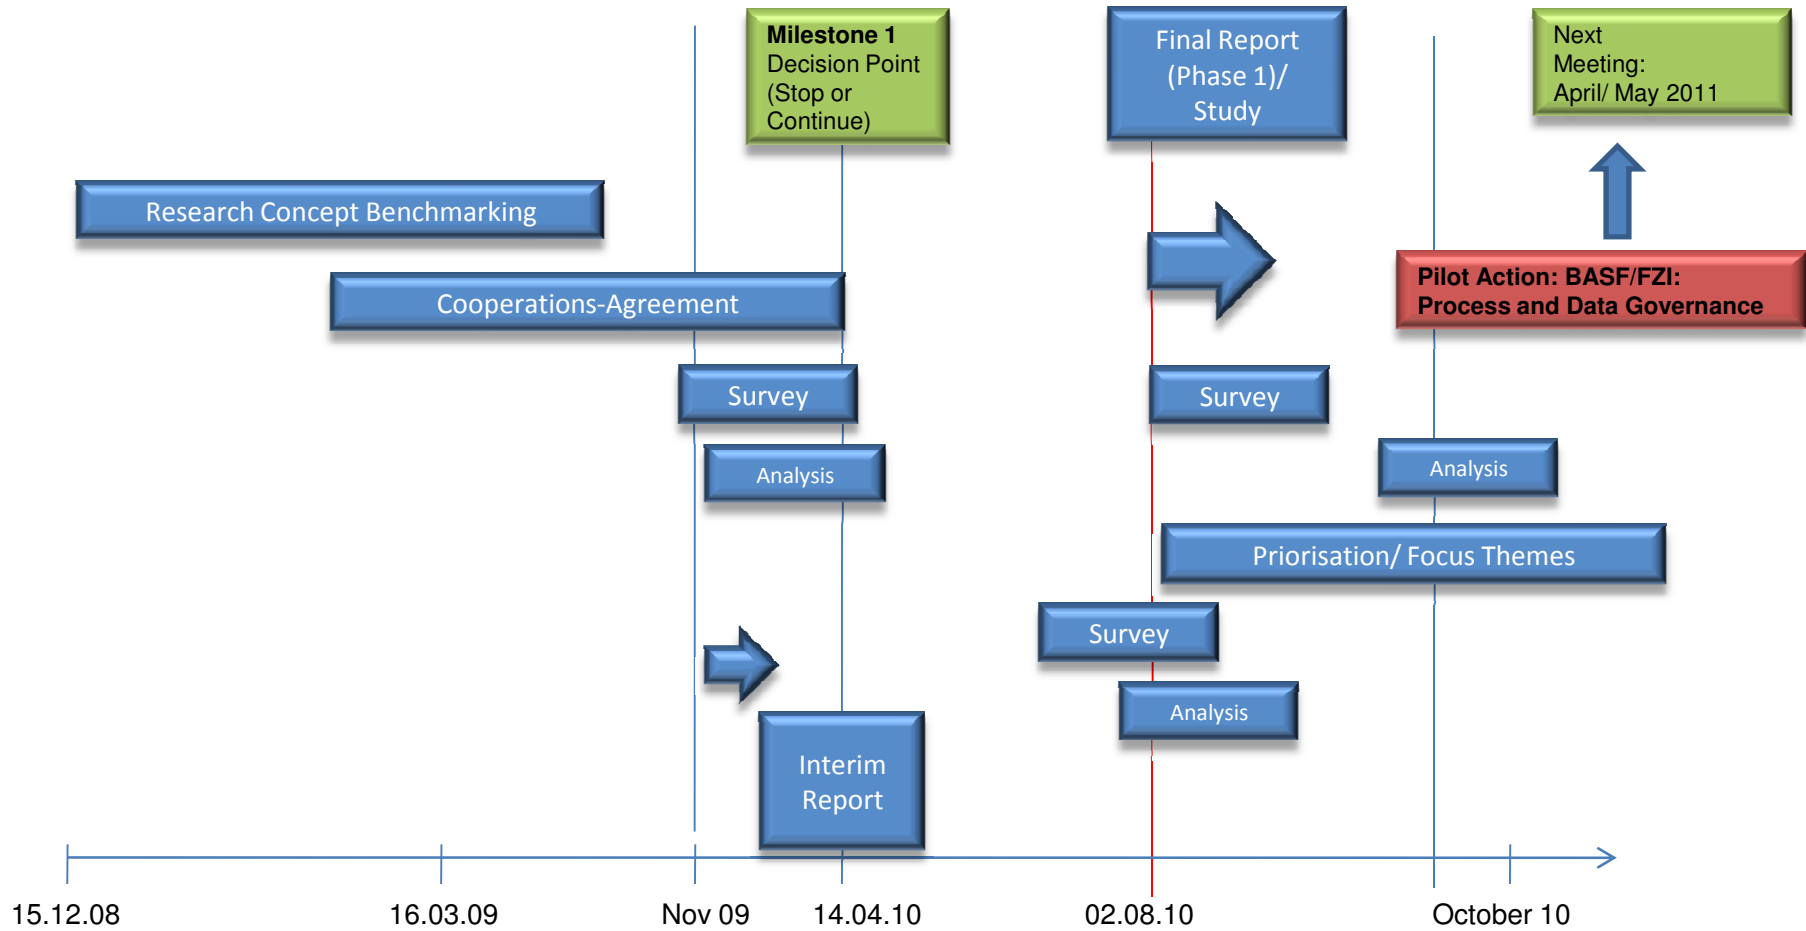 Milestone 1
Decision Point
(Stop or
Continue)
Final Report
(Phase 1)/
Study
Next
Meeting:
April/ May 2011
Research Concept Benchmarking
Cooperations-Agreement
Pilot Action: BASF/FZI:
Process and Data Governance
Survey
Survey
Analysis
Analysis
Priorisation/ Focus Themes
Survey
Analysis
Interim
Report
15.12.08
16.03.09
Nov 09
14.04.10
02.08.10
October 10